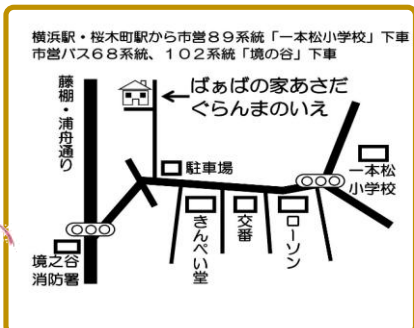 横浜駅・桜木町駅から市営８９系統「一本松小学校」下車
市営バス６８系統、１０２系統「境の谷」下車
藤棚・浦舟通り
ばぁばの家あさだ
ぐらんまのいえ
駐車場
一本松
小学校
きんぺい堂
交番
ローソン
境之谷
消防署